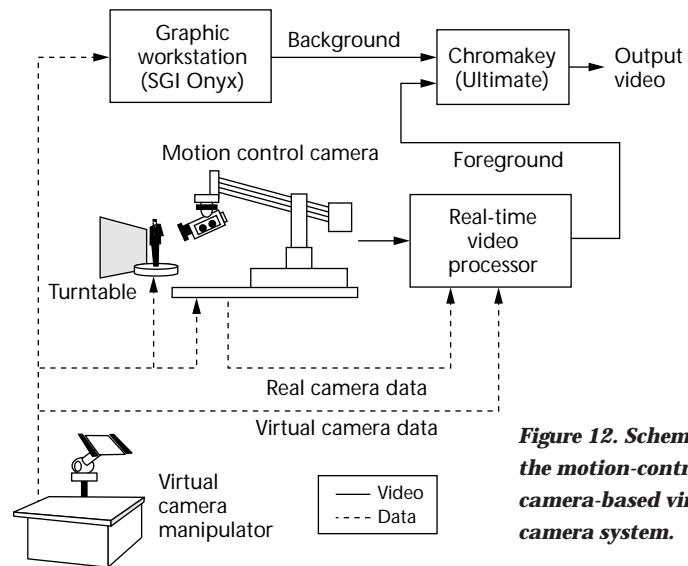 Graphic
workstation
(SGI Onyx)
Background
Chromakey
(Ultimate)
Output
video
Motion control camera
Foreground
Real-time
video
processor
Turntable
Real camera data
Virtual camera data
Virtual
camera
manipulator
Video
Data
Figure 12. Schem
the motion-contr
camera-based vir
camera system.